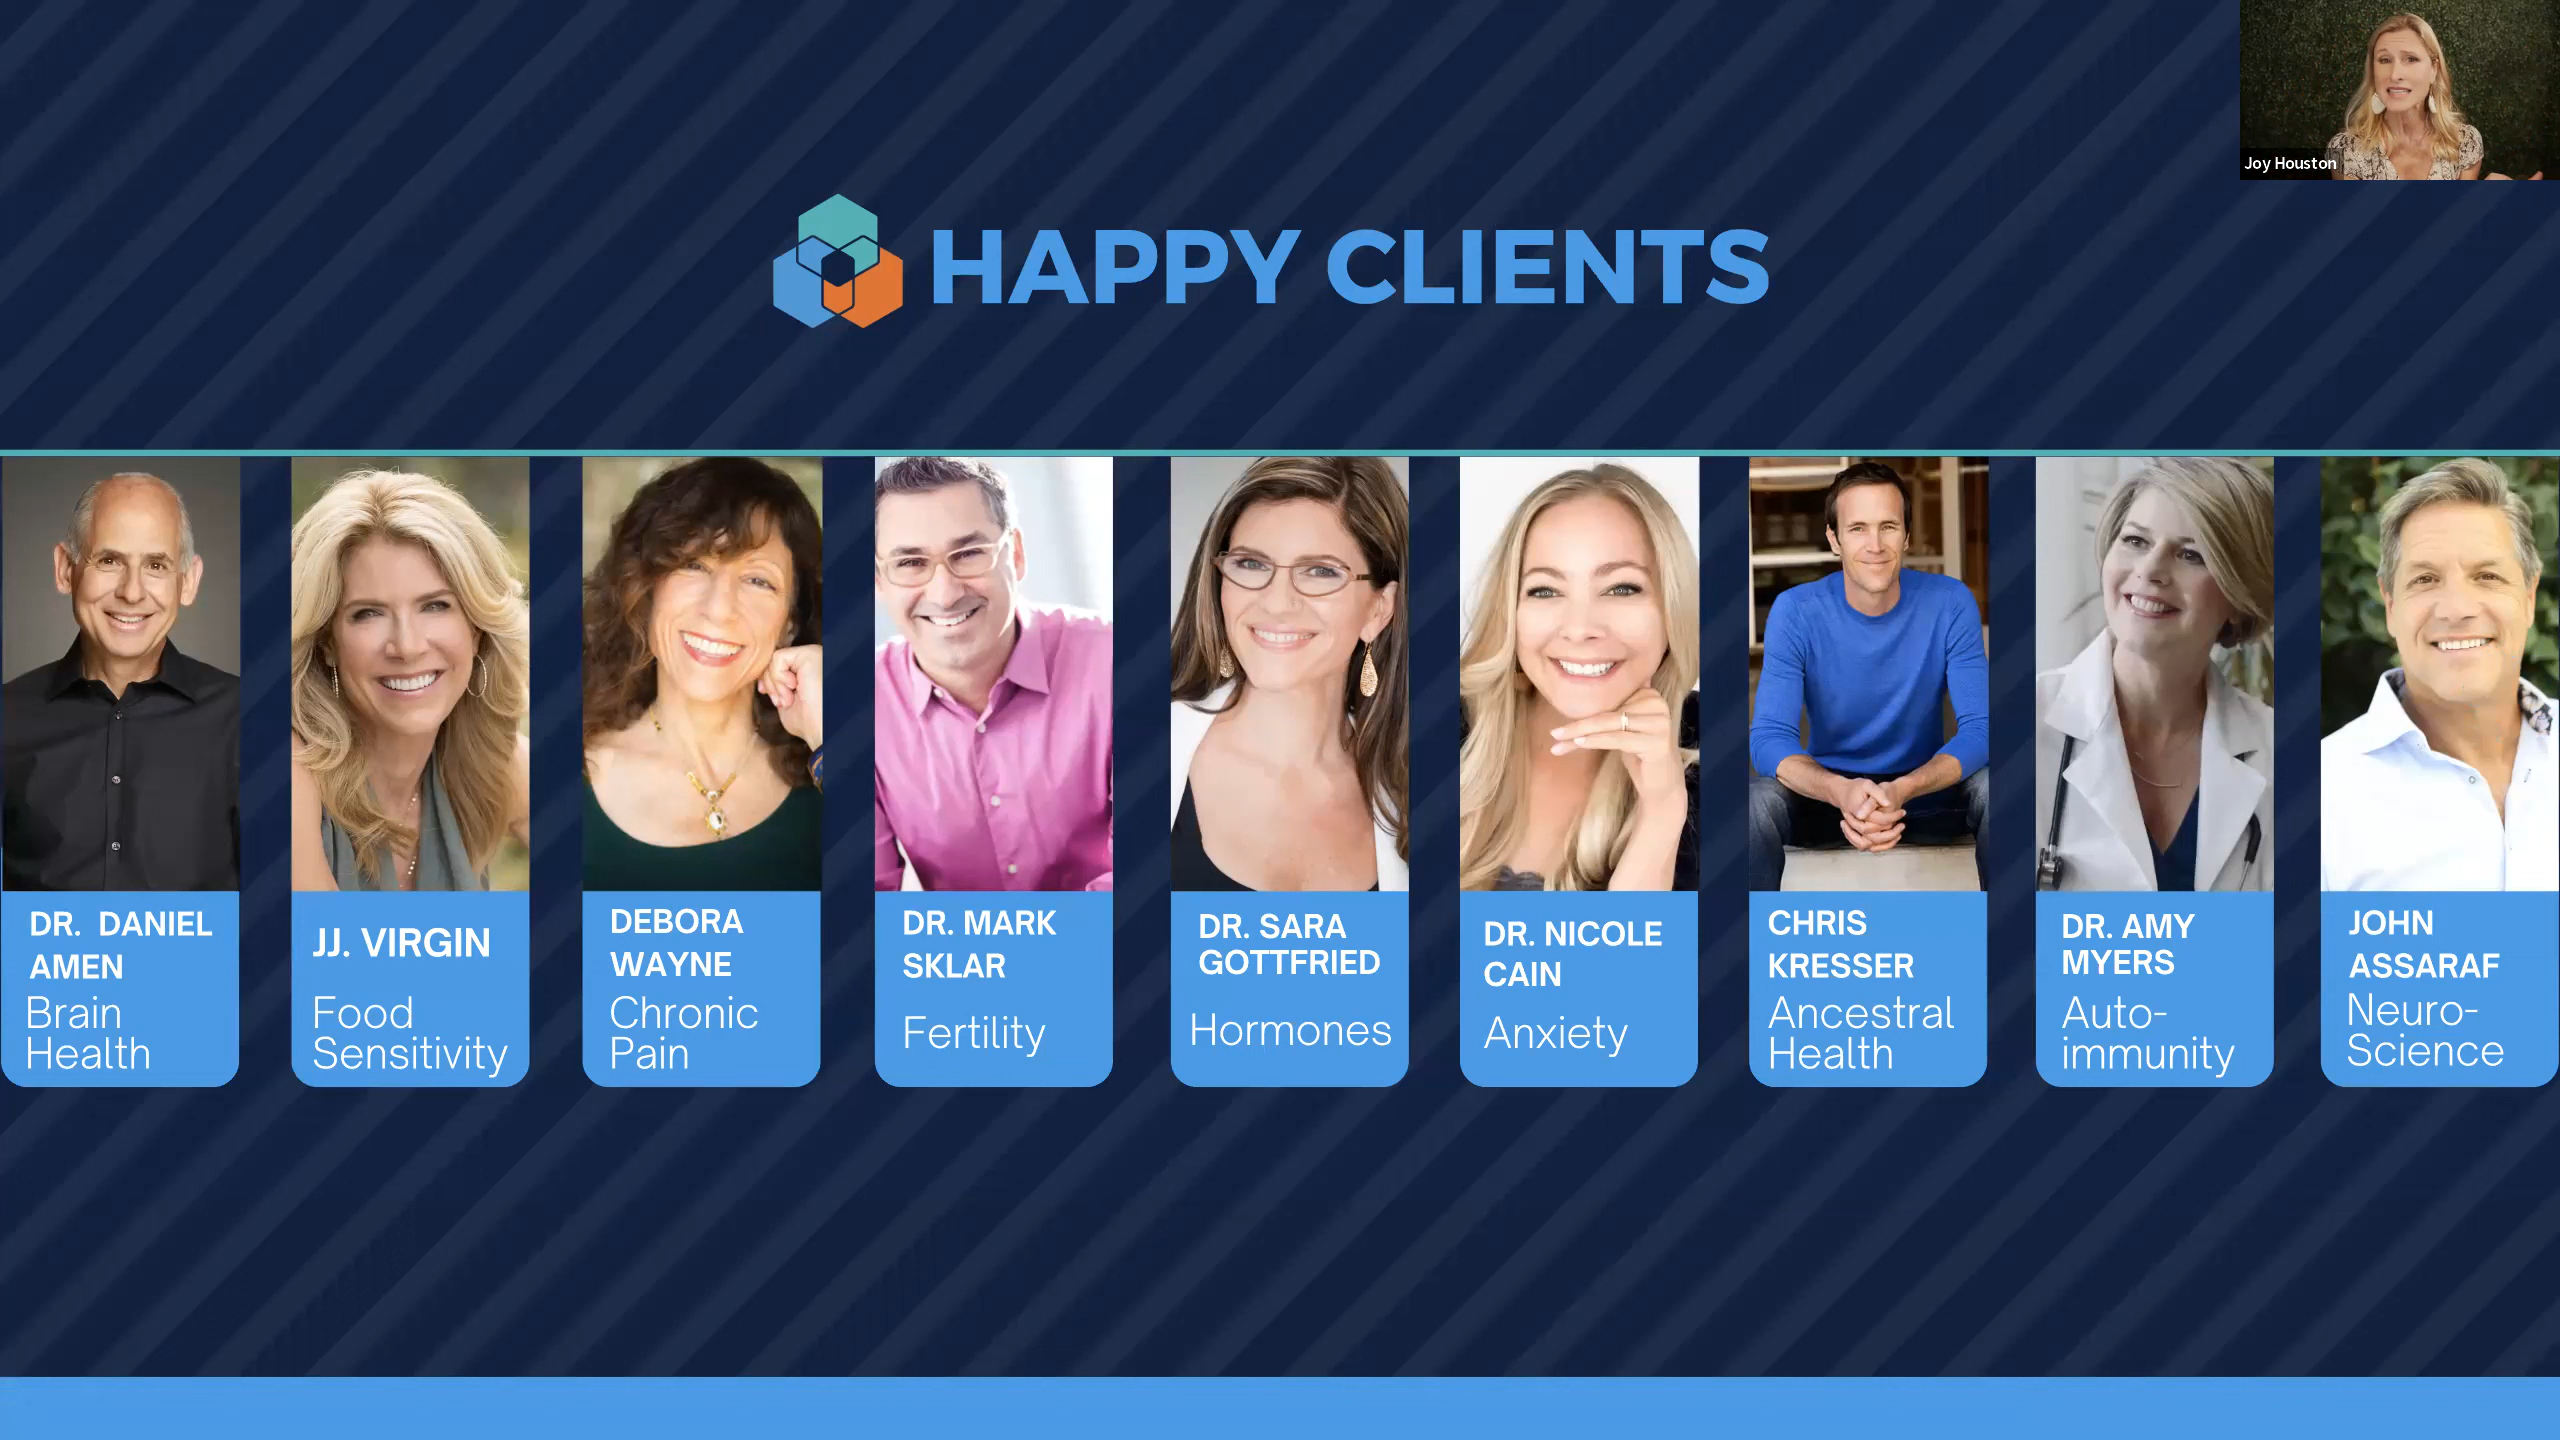 Joy Houston
HAPPY CLIENTS
DR. DANIEL
AMEN
Brain
Health
JJ. VIRGIN
Food
Sensitivity
DEBORA
WAYNE
Chronic
Pain
DR. MARK
SKLAR
Fertility
DR. SARA
GOTTFRIED
Hormones
DR. NICOLE
CAIN
Anxiety
CHRIS
KRESSER
Ancestral
Health
DR. AMY
MYERS
Auto-
immunity
JOHN
ASSARAF
Neuro-
Science